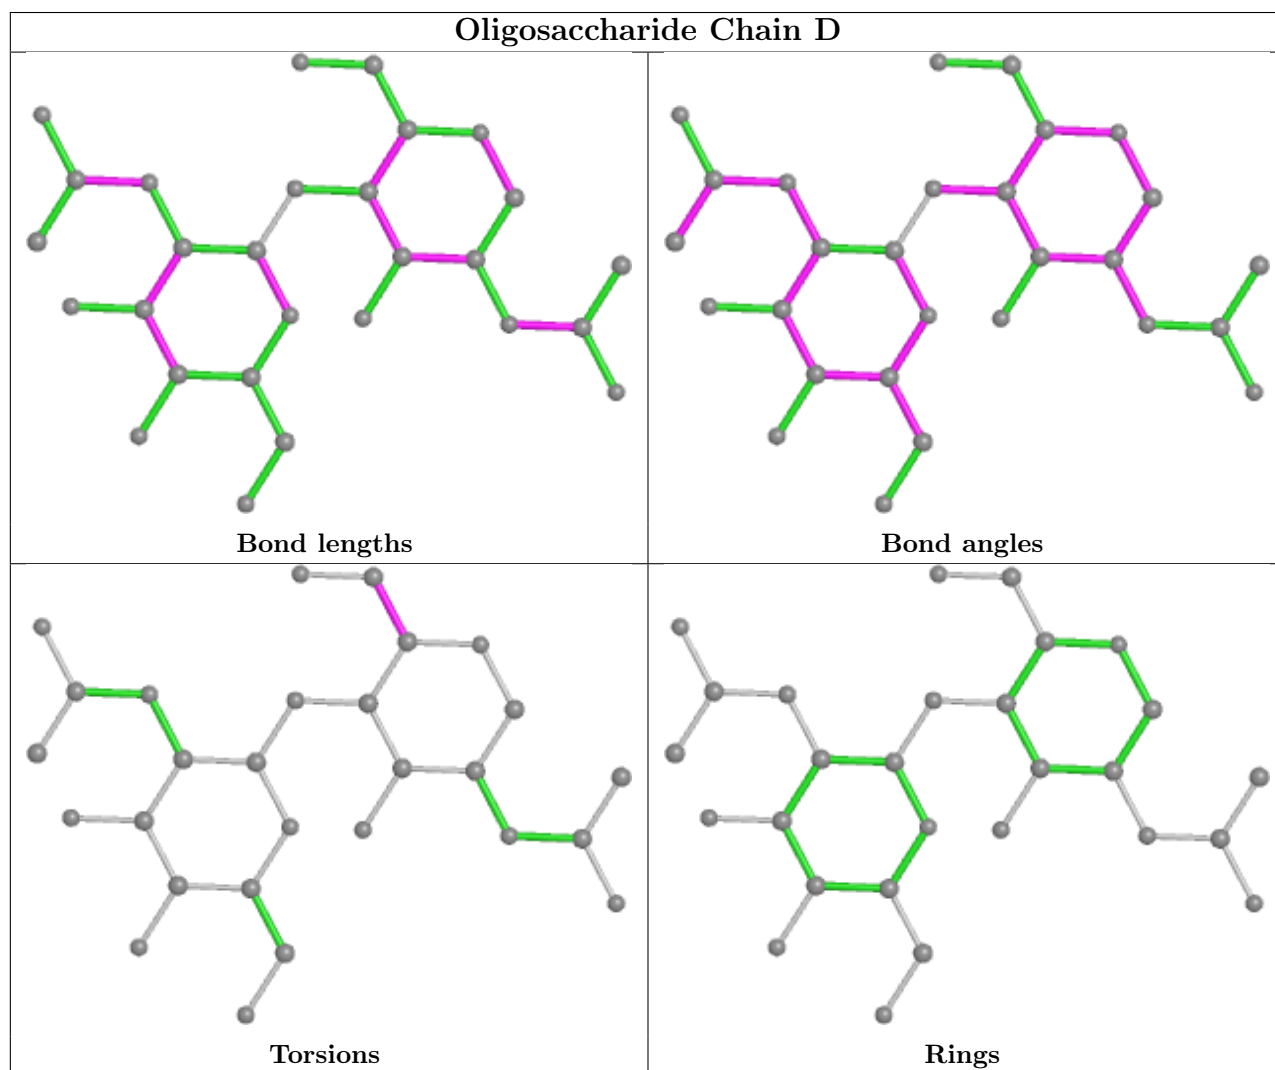 Oligosaccharide Chain D
Bond lengths
Bond angles
Torsions
Rings